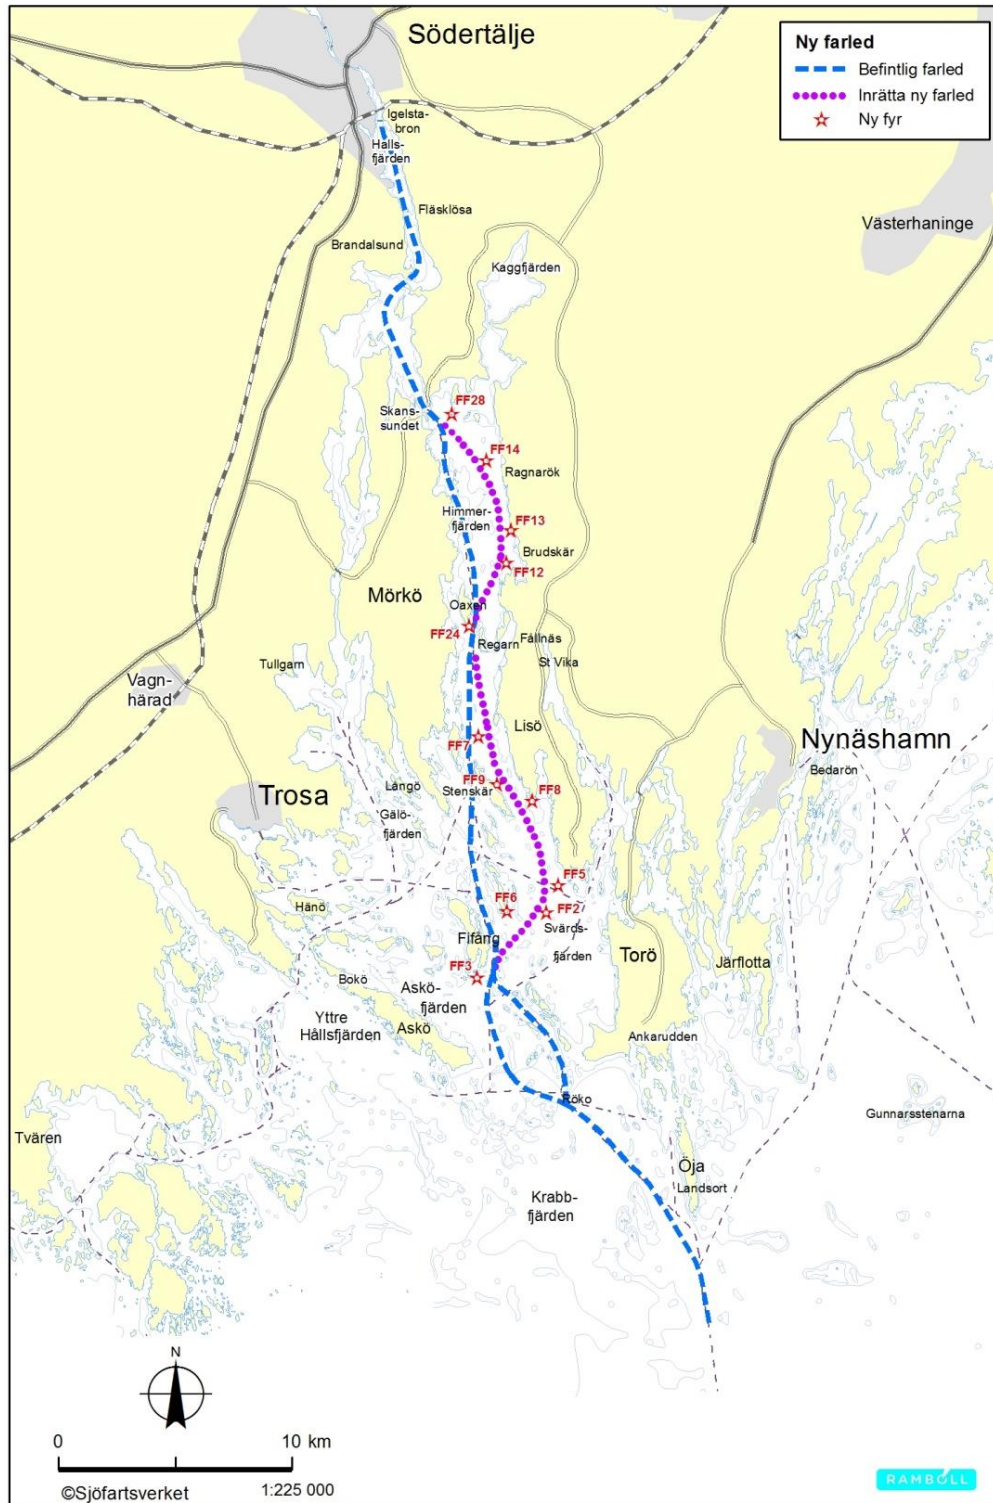 Södertälje
Ny farled
Befintlig farled
Inrätta ny farled
Ny fyr
Igelsta-
bron
Halls-
fjärden
Fläsklösa
Brandalsund
Västerhaninge
Kaggfjärden
Skans-
sundet
FF28
FF14
Ragnarök
Himmer-
fjärden
FF13
Brudskär
FF12
Mörkö
Oaxen
FF24
Regarn
Fållnäs
St Vika
Tullgarn
Vagn-
härad
Lisö
FF7
Nynäshamn
Bedarön
Trosa
Långö
FF9
Stenskär
FF8
Gälö-
fjärden
FF5
FF6
FF2
Hånö
Svärds-
fjärden
Fifång
FF3
Torö
Järflotta
Bokö
Askö-
fjärden
Yttre
Hållsfjärden
Askö
Ankarudden
Röko
Gunnarsstenarna
Tvären
Öja
Landsort
Krabb-
fjärden
N
0 10 km
©Sjöfartsverket 1:225 000
RAMBÖLL